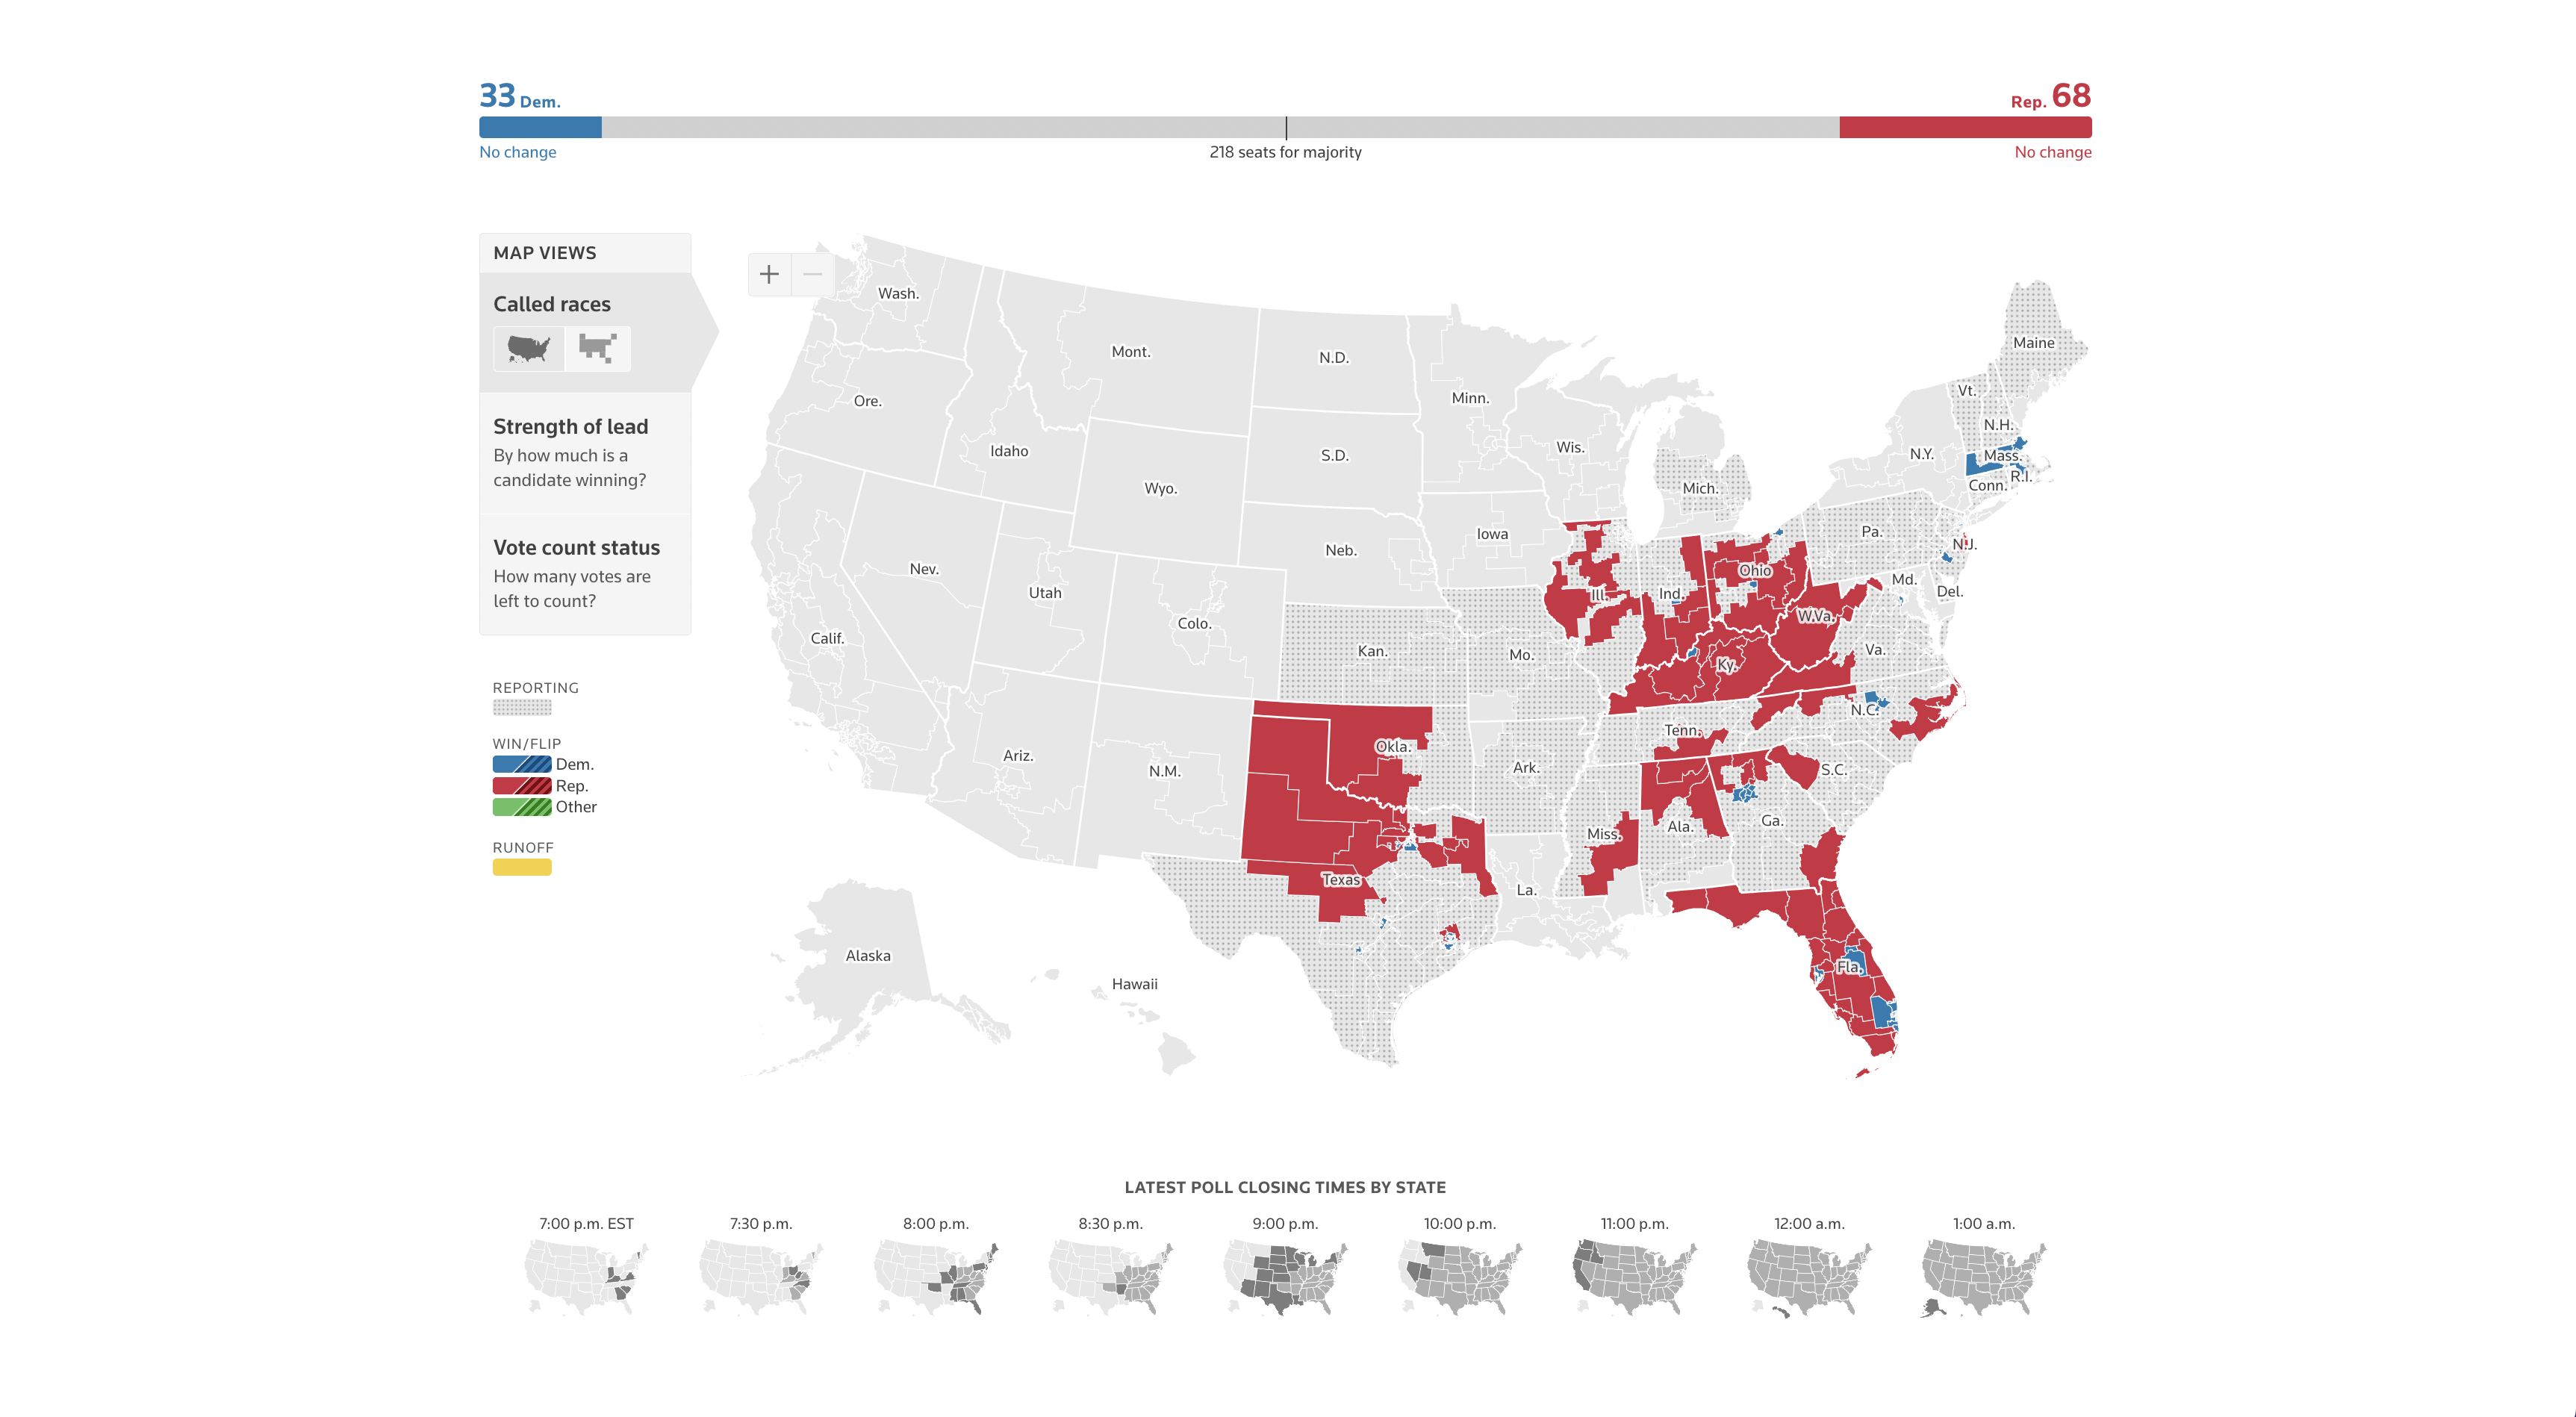 33 Dem.
Rep. 68
No change
218 seats for majority
No change
MAP VIEWS
Called races
Strength of lead
By how much is a
candidate winning?
Vote count status
How many votes are
left to count?
REPORTING
WIN/FLIP
Dem.
Rep.
Other
RUNOFF
+
−
Wash.
Mont.
N.D.
Minn.
Maine
Vt.
Ore.
Idaho
N.H.
S.D.
Wis.
N.Y.
Mass.
R.I.
Conn.
Wyo.
Mich.
Iowa
Pa.
N.J.
Neb.
Nev.
Utah
Ohio
Ill.
Ind.
Md.
Del.
Colo.
Calif.
W.Va.
Kan.
Mo.
Ky.
Va.
N.C.
Tenn.
Okla.
Ariz.
N.M.
Ark.
S.C.
Miss.
Ala.
Ga.
Texas
La.
Alaska
Fla.
Hawaii
LATEST POLL CLOSING TIMES BY STATE
7:00 p.m. EST
7:30 p.m.
8:00 p.m.
8:30 p.m.
9:00 p.m.
10:00 p.m.
11:00 p.m.
12:00 a.m.
1:00 a.m.